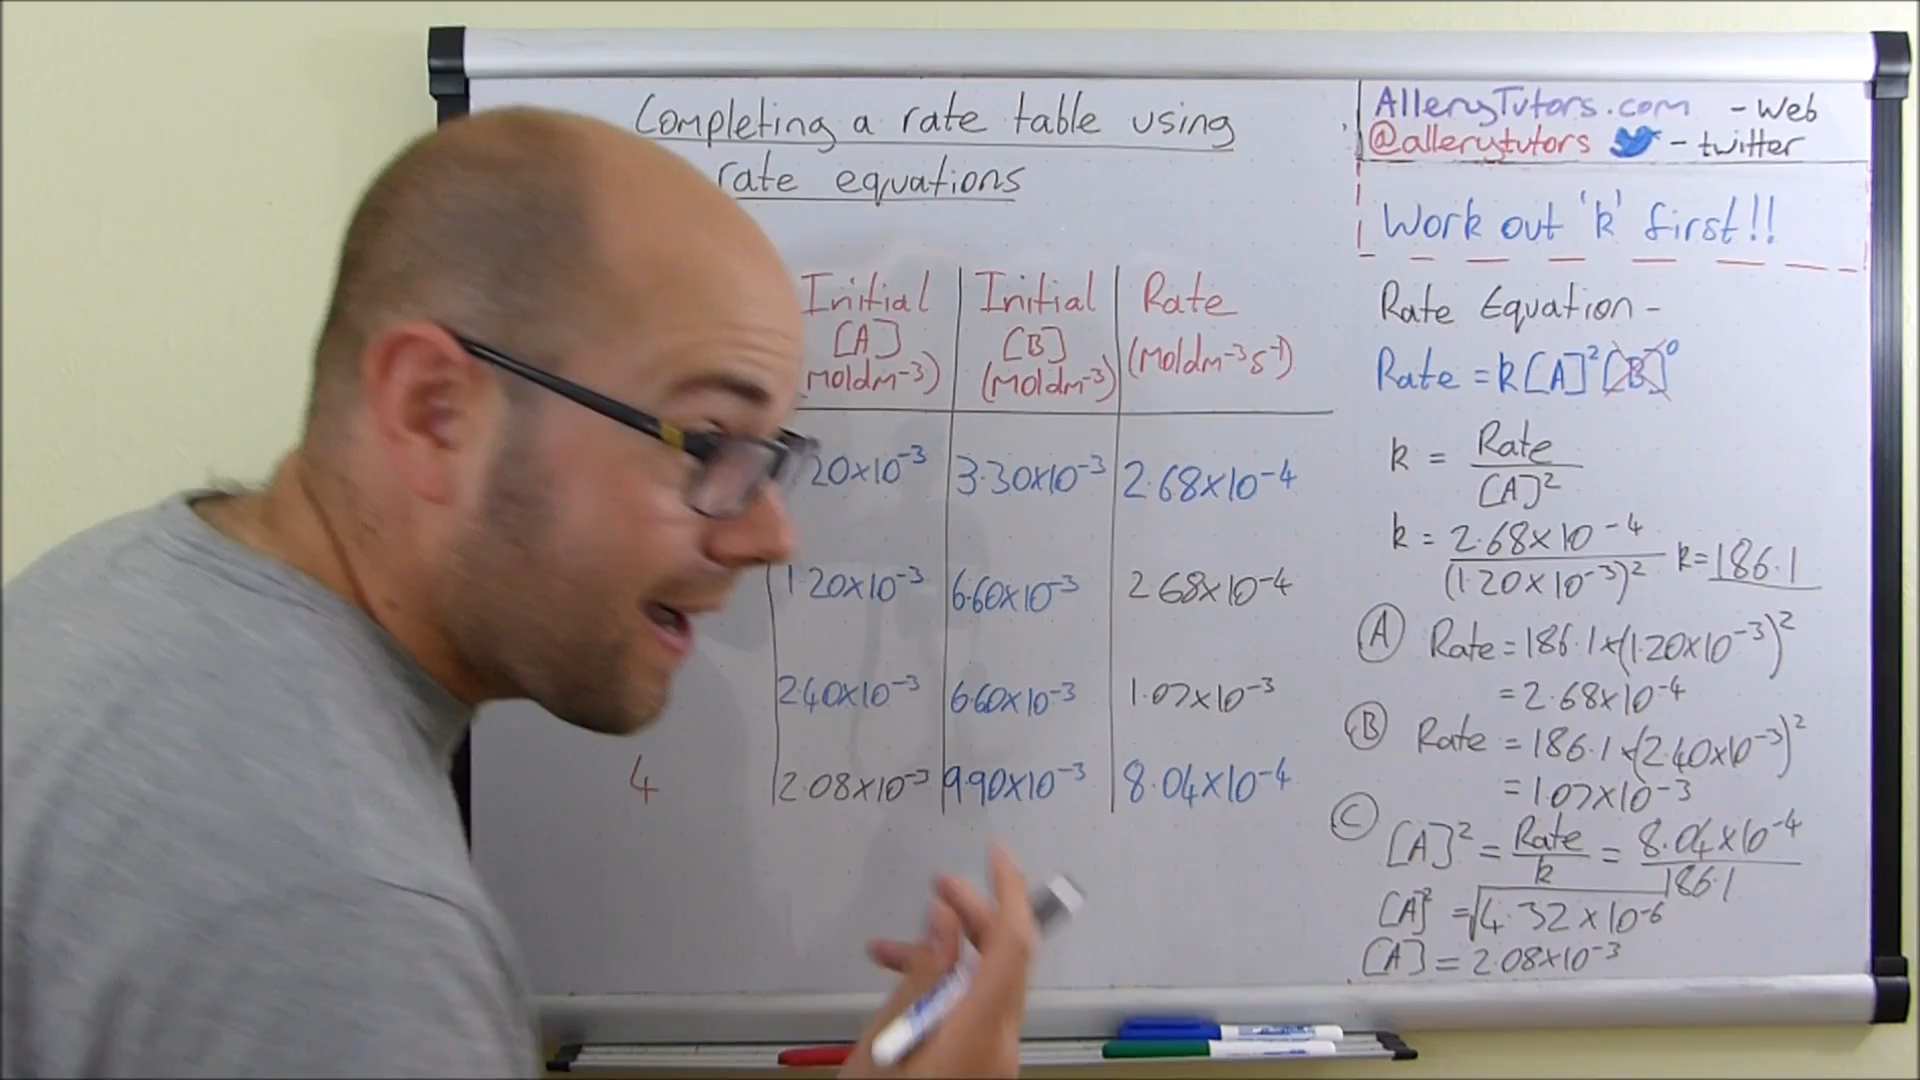 Completing a rate table using
rate equations
AlleryTutors.com - Web
@allerytutors - twitter
Work out 'k' first!!
Initial [A] (moldm⁻³)
Initial [B] (moldm⁻³)
Rate (moldm⁻³s⁻¹)
20x10⁻³ 3.30x10⁻³ 2.68x10⁻⁴
1.20x10⁻³ 6.60x10⁻³ 2.68x10⁻⁴
2.40x10⁻³ 6.60x10⁻³ 1.07x10⁻³
4 2.08x10⁻³ 9.90x10⁻³ 8.04x10⁻⁴
Rate Equation -
Rate = k[A]²[B]⁰
k = Rate / [A]²
k = 2.68x10⁻⁴ / (1.20x10⁻³)² k = 186.1
A Rate = 186.1x(1.20x10⁻³)²
= 2.68x10⁻⁴
B Rate = 186.1x(2.40x10⁻³)²
= 1.07x10⁻³
C [A]² = Rate / k = 8.04x10⁻⁴ / 186.1
[A]² = √4.32x10⁻⁶
[A] = 2.08x10⁻³